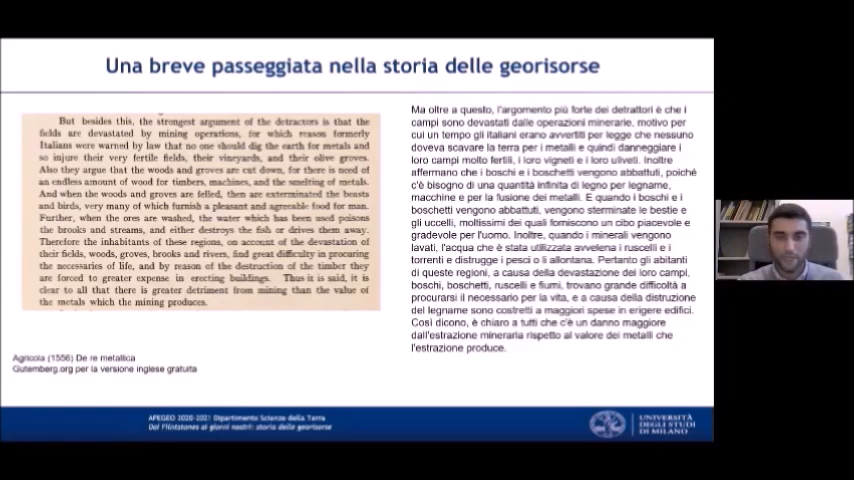 Una breve passeggiata nella storia delle georisorse
But besides this, the strongest argument of the detractors is that the
fields are devastated by mining operations, for which reason formerly
Italians were warned by law that no one should dig the earth for metals and
so injure their very fertile fields, their vineyards, and their olive groves.
Also they argue that the woods and groves are cut down, for there is need of
an endless amount of wood for timbers, machines, and the smelting of metals.
And when the woods and groves are felled, then are exterminated the beasts
and birds, very many of which furnish a pleasant and agreeable food for man.
Further, when the ores are washed, the water which has been used poisons
the brooks and streams, and either destroys the fish or drives them away.
Therefore the inhabitants of these regions, on account of the devastation of
their fields, woods, groves, brooks and rivers, find great difficulty in procuring
the necessaries of life, and by reason of the destruction of the timber they
are forced to greater expense in erecting buildings. Thus it is said, it is
clear to all that there is greater detriment from mining than the value of
the metals which the mining produces.
Agricola (1556) De re metallica
Gutemberg.org per la versione inglese gratuita
Ma oltre a questo, l'argomento più forte dei detrattori è che i
campi sono devastati dalle operazioni minerarie, motivo per
cui un tempo gli italiani erano avvertiti per legge che nessuno
doveva scavare la terra per i metalli e quindi danneggiare i
loro campi molto fertili, i loro vigneti e i loro uliveti. Inoltre
affermano che i boschi e i boschetti vengono abbattuti, poiché
c'è bisogno di una quantità infinita di legno per legname,
macchine e per la fusione dei metalli. E quando i boschi e i
boschetti vengono abbattuti, vengono sterminate le bestie e
gli uccelli, moltissimi dei quali forniscono un cibo piacevole e
gradevole per l'uomo. Inoltre, quando i minerali vengono
lavati, l'acqua che è stata utilizzata avvelena i ruscelli e i
torrenti e distrugge i pesci o li allontana. Pertanto gli abitanti
di queste regioni, a causa della devastazione dei loro campi,
boschi, boschetti, ruscelli e fiumi, trovano grande difficoltà a
procurarsi il necessario per la vita, e a causa della distruzione
del legname sono costretti a maggiori spese in erigere edifici.
Così dicono, è chiaro a tutti che c'è un danno maggiore
dall'estrazione mineraria rispetto al valore dei metalli che
l'estrazione produce.
APEGEO 2020-2021 Dipartimento Scienze della Terra
Dai Flintstones ai giorni nostri: storia delle georisorse
UNIVERSITÀ
DEGLI STUDI
DI MILANO